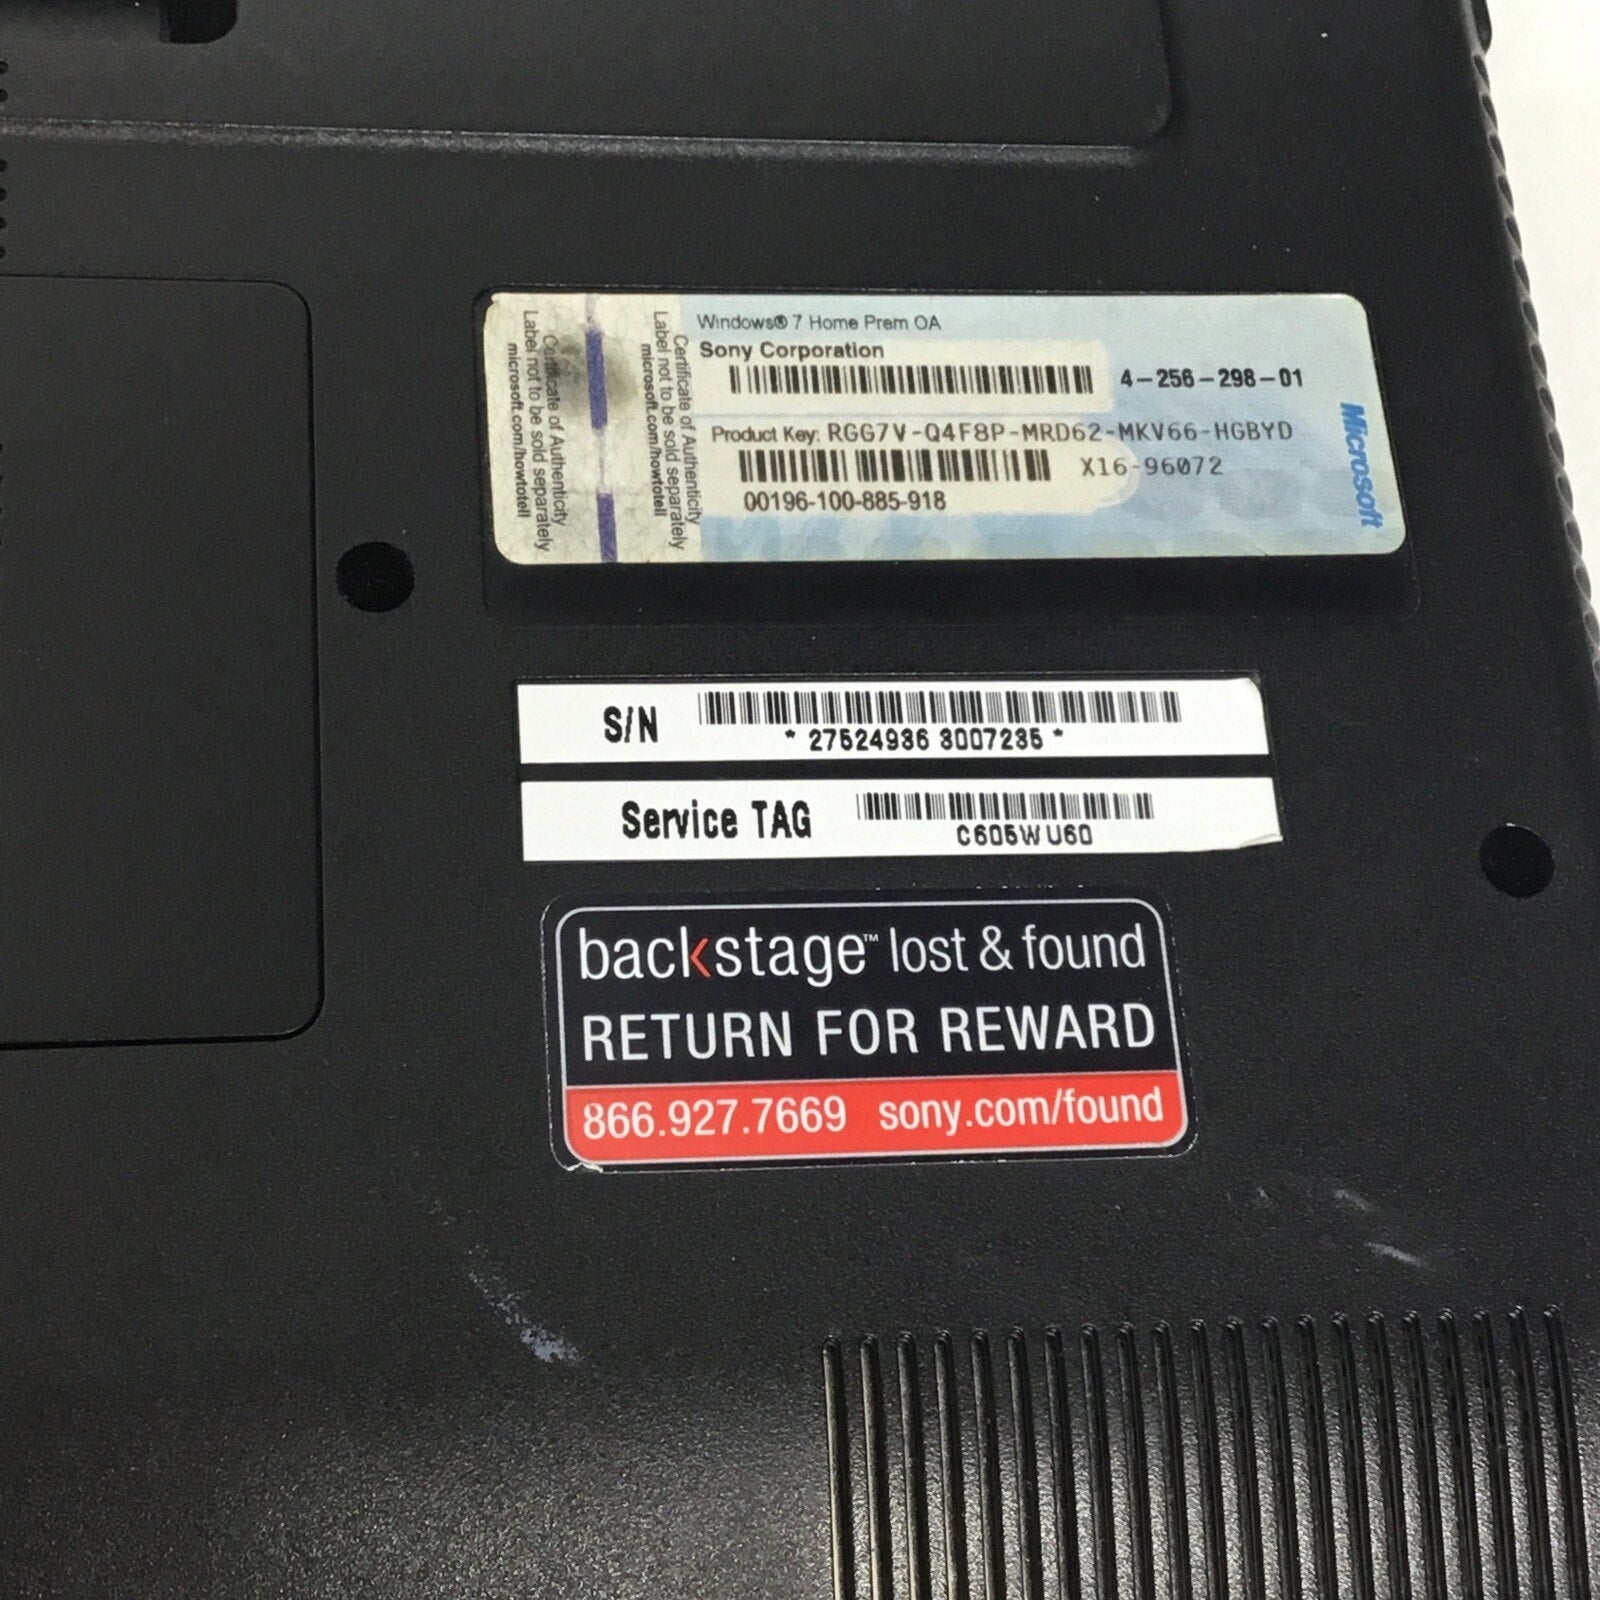 Windows® 7 Home Prem OA
Sony Corporation
4-256-298-01
Product Key: RGG7V-Q4F8P-MRD62-MKV66-HGBYD
X16-96072
00196-100-885-918
Microsoft
Certificate of Authenticity
Label not to be sold separately
microsoft.com/howtotell
Certificate of Authenticity
Label not to be sold separately
microsoft.com/howtotell
S/N
* 27524936 3007235 *
Service TAG
C605WU60
backstage™ lost & found
RETURN FOR REWARD
866.927.7669 sony.com/found